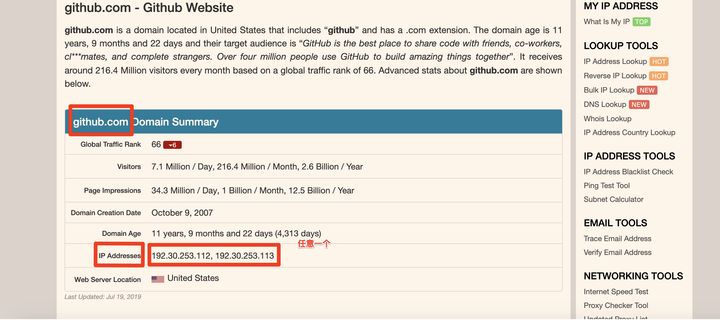 github.com - Github Website
github.com is a domain located in United States that includes "github" and has a .com extension. The domain age is 11
years, 9 months and 22 days and their target audience is "GitHub is the best place to share code with friends, co-workers,
cl***mates, and complete strangers. Over four million people use GitHub to build amazing things together". It receives
around 216.4 Million visitors every month based on a global traffic rank of 66. Advanced stats about github.com are shown
below.
github.com Domain Summary
Global Traffic Rank 66 6
Visitors 7.1 Million / Day, 216.4 Million / Month, 2.6 Billion / Year
Page Impressions 34.3 Million / Day, 1 Billion / Month, 12.5 Billion / Year
Domain Creation Date October 9, 2007
Domain Age 11 years, 9 months and 22 days (4,313 days)
任意一个
IP Addresses 192.30.253.112, 192.30.253.113
Web Server Location United States
Last Updated: Jul 19, 2019
MY IP ADDRESS
What Is My IP TOP
LOOKUP TOOLS
IP Address Lookup HOT
Reverse IP Lookup HOT
Bulk IP Lookup NEW
DNS Lookup NEW
Whois Lookup
IP Address Country Lookup
IP ADDRESS TOOLS
IP Address Blacklist Check
Ping Test Tool
Subnet Calculator
EMAIL TOOLS
Trace Email Address
Verify Email Address
NETWORKING TOOLS
Internet Speed Test
Proxy Checker Tool
Updated Proxy List